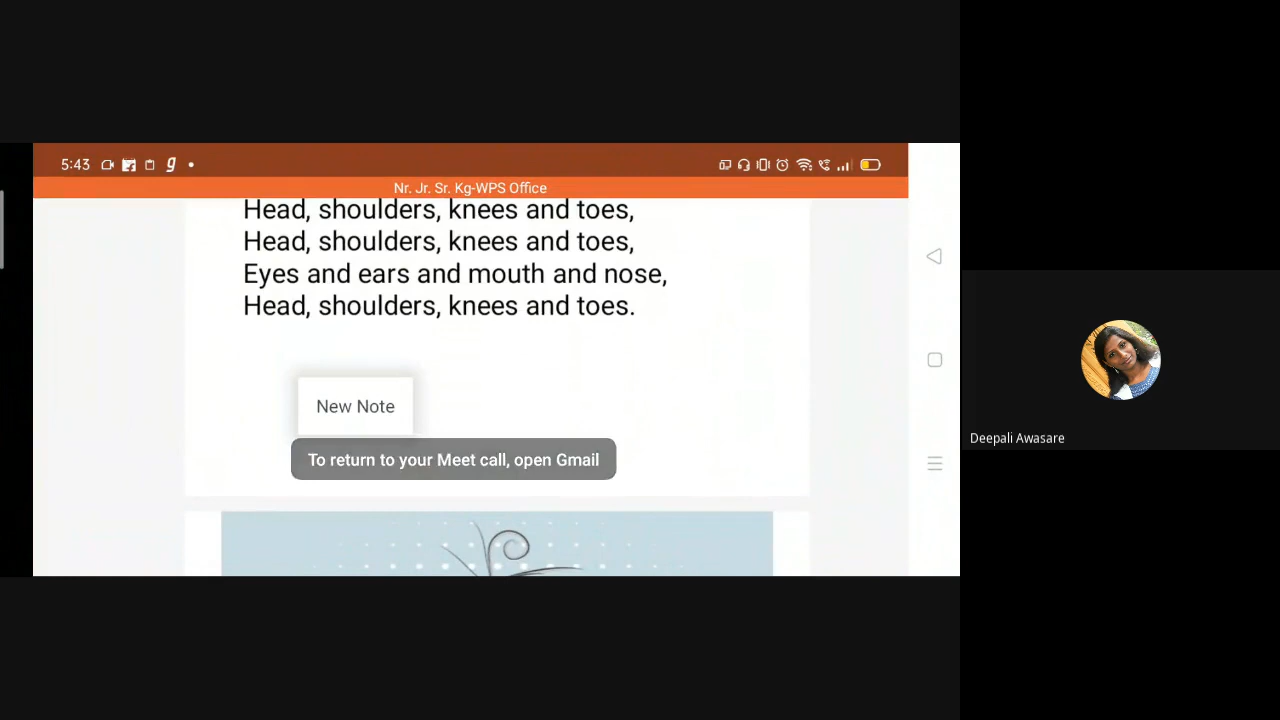 5:43
Nr. Jr. Sr. Kg-WPS Office
Head, shoulders, knees and toes,
Head, shoulders, knees and toes,
Eyes and ears and mouth and nose,
Head, shoulders, knees and toes.
New Note
To return to your Meet call, open Gmail
Deepali Awasare